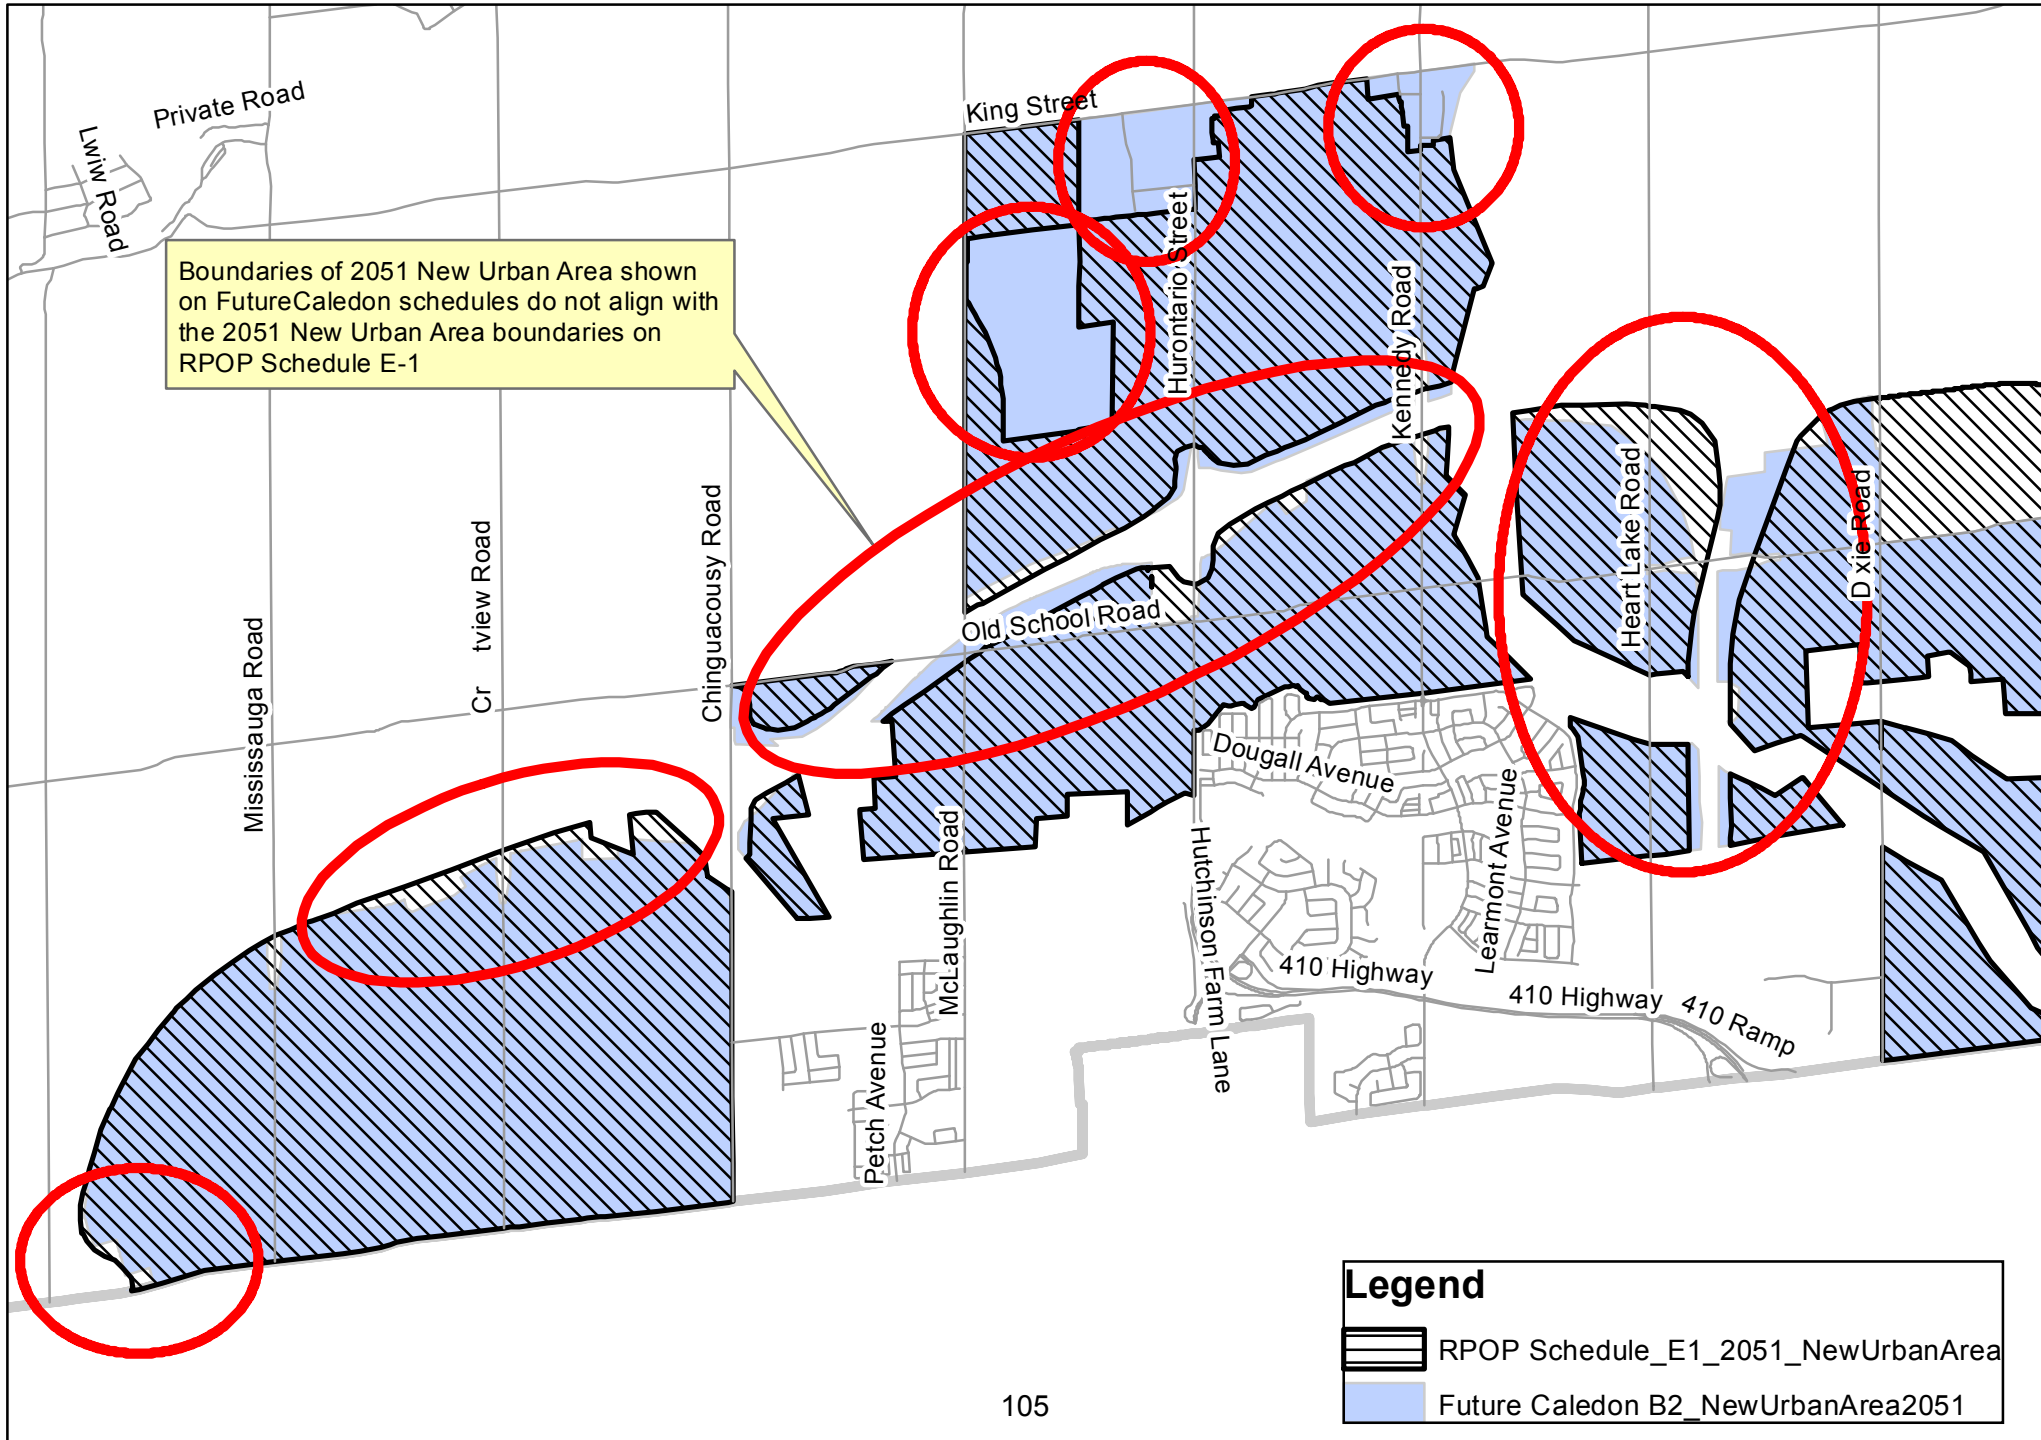 Private Road
King Street
Lwiw Road
Boundaries of 2051 New Urban Area shown
on FutureCaledon schedules do not align with
the 2051 New Urban Area boundaries on
RPOP Schedule E-1
Hurontario Street
Kennedy Road
Heart Lake Road
D xie Road
Mississauga Road
Cr tview Road
Chinguacousy Road
Old School Road
Dougall Avenue
Learmont Avenue
McLaughlin Road
Hutchinson Farm Lane
410 Highway
410 Highway
410 Ramp
Petch Avenue
Legend
RPOP Schedule_E1_2051_NewUrbanArea
Future Caledon B2_NewUrbanArea2051
105